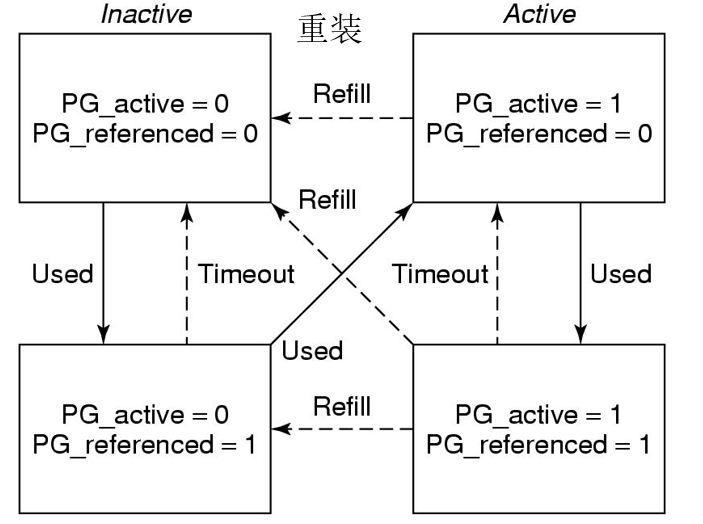 Inactive
重装
Active
PG_active = 0
PG_referenced = 0
Refill
PG_active = 1
PG_referenced = 0
Refill
Used
Timeout
Timeout
Used
Used
PG_active = 0
PG_referenced = 1
Refill
PG_active = 1
PG_referenced = 1